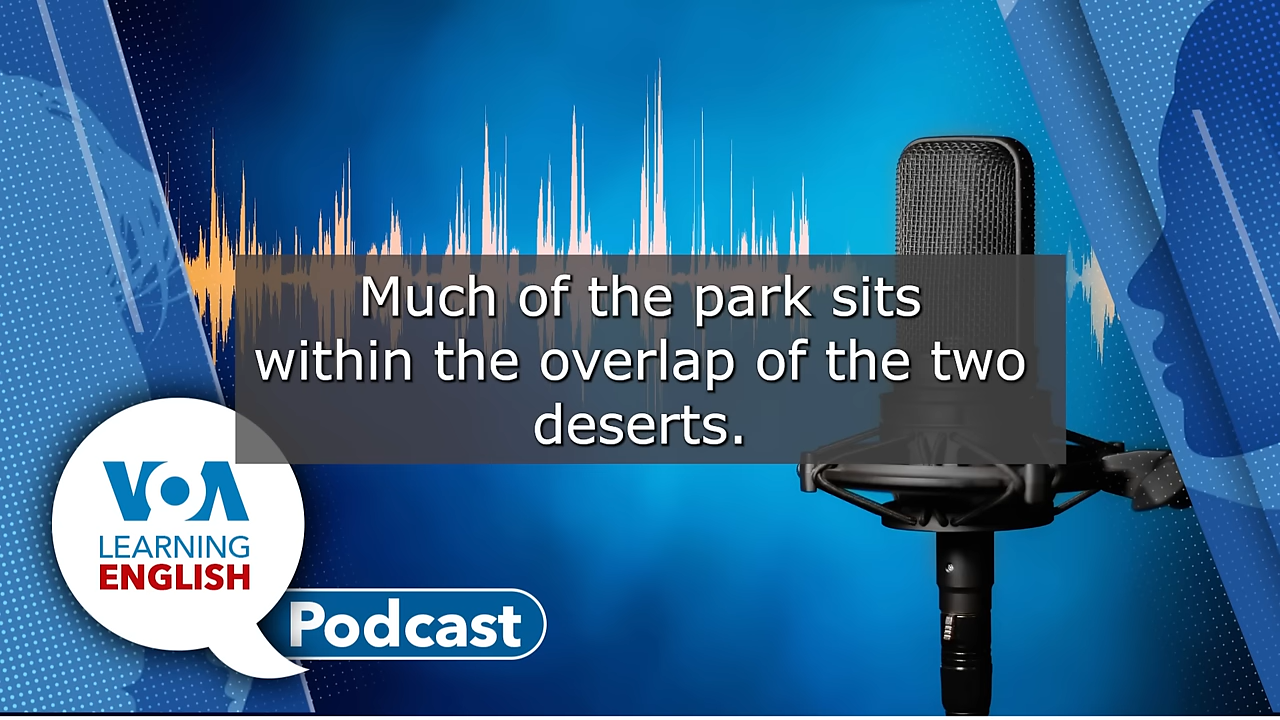 Much of the park sits
within the overlap of the two
deserts.
VOA
LEARNING
ENGLISH
Podcast